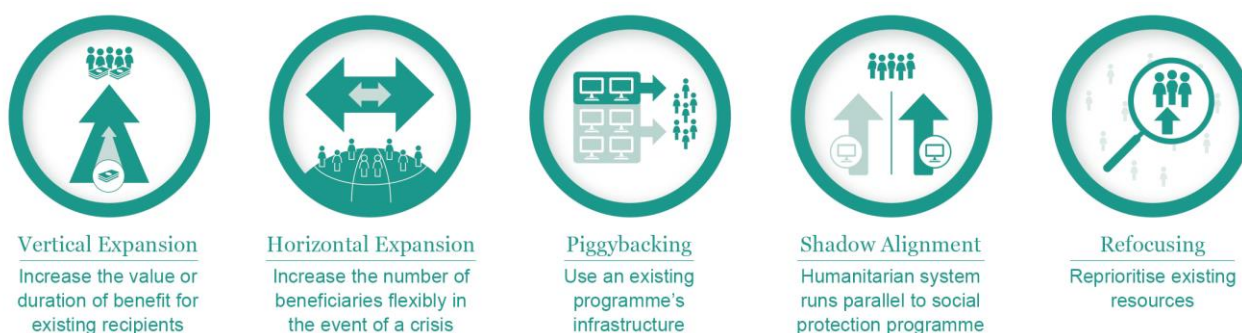 Vertical Expansion
Increase the value or
duration of benefit for
existing recipients
Horizontal Expansion
Increase the number of
beneficiaries flexibly in
the event of a crisis
Piggybacking
Use an existing
programme's
infrastructure
Shadow Alignment
Humanitarian system
runs parallel to social
protection programme
Refocusing
Reprioritise existing
resources